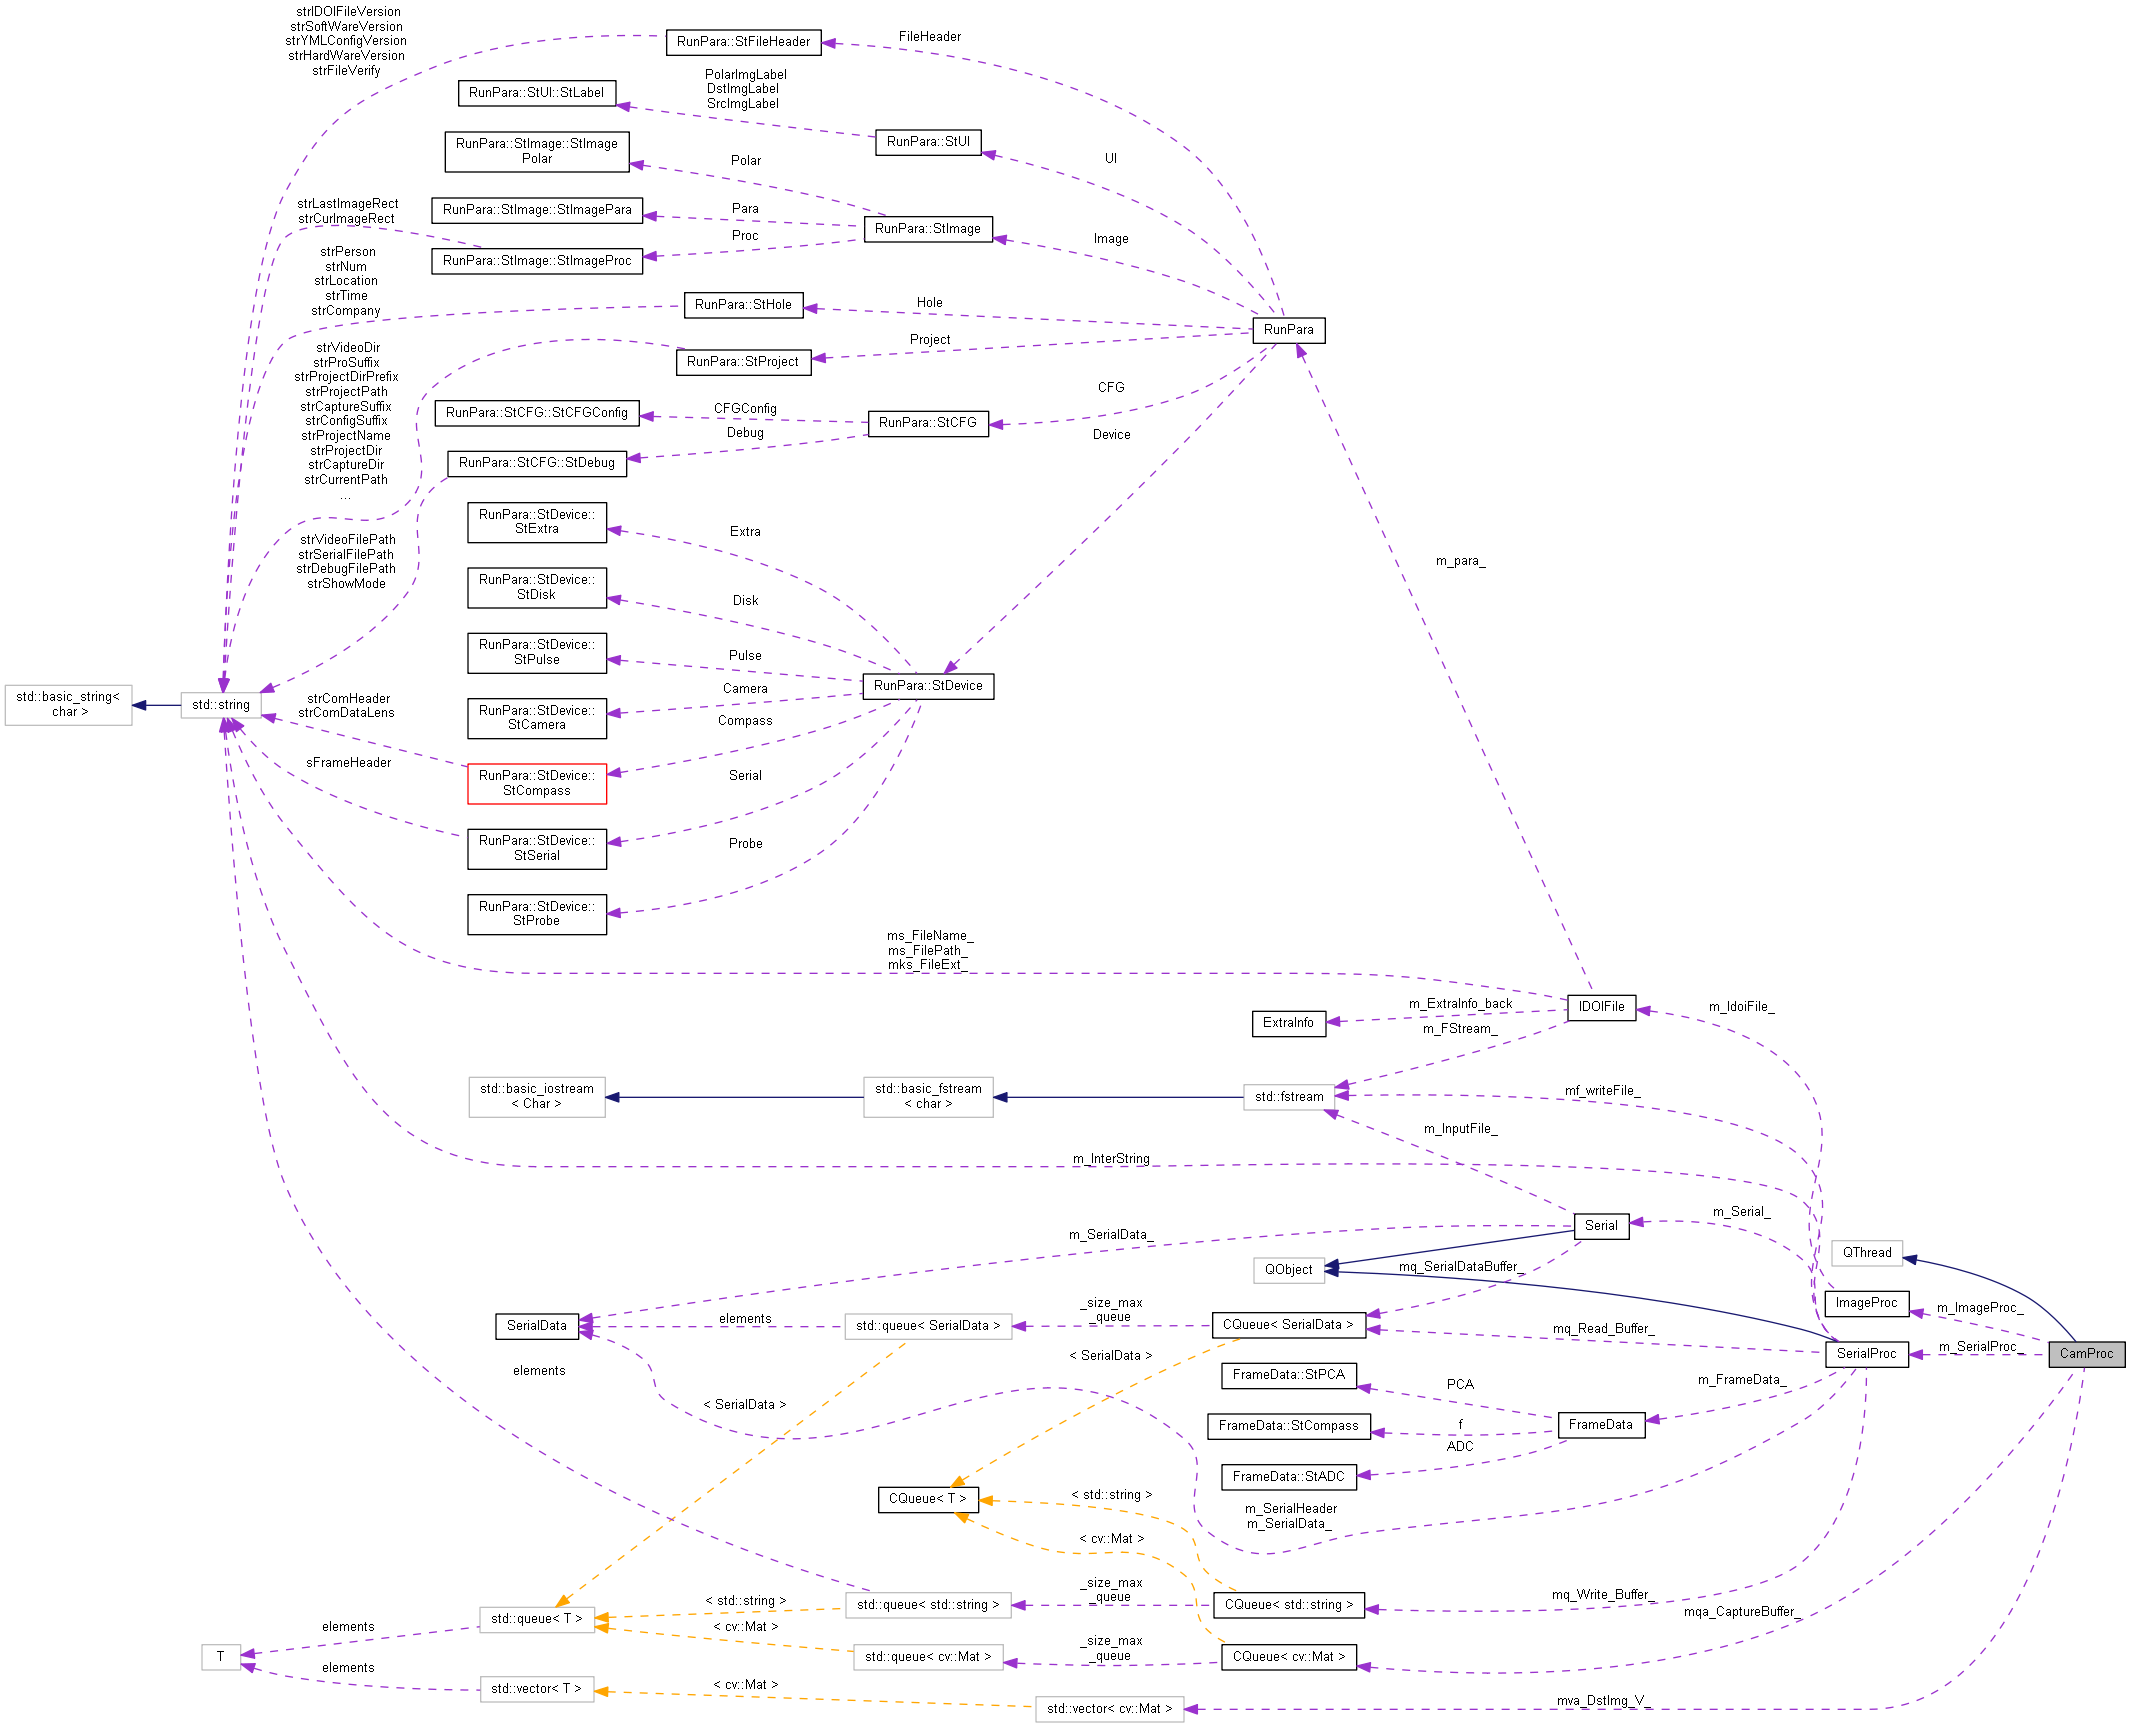 strIDOIFileVersion
strSoftWareVersion
strYMLConfigVersion
strHardWareVersion
strFileVerify
RunPara::StFileHeader
FileHeader
RunPara::StUI::StLabel
PolarImgLabel
DstImgLabel
SrcImgLabel
RunPara::StUI
UI
RunPara::StImage::StImage
Polar
Polar
strLastImageRect
strCurImageRect
RunPara::StImage::StImagePara
Para
RunPara::StImage
Image
Proc
RunPara::StImage::StImageProc
strPerson
strNum
strLocation
strTime
strCompany
RunPara::StHole
Hole
RunPara
Project
RunPara::StProject
strVideoDir
strProSuffix
strProjectDirPrefix
strProjectPath
strCaptureSuffix
strConfigSuffix
strProjectName
strProjectDir
strCaptureDir
strCurrentPath
...
CFG
RunPara::StCFG::StCFGConfig
CFGConfig
RunPara::StCFG
Debug
Device
RunPara::StCFG::StDebug
RunPara::StDevice::
StExtra
Extra
strVideoFilePath
strSerialFilePath
strDebugFilePath
strShowMode
m_para_
RunPara::StDevice::
StDisk
Disk
RunPara::StDevice::
StPulse
Pulse
RunPara::StDevice
Camera
std::basic_string<
char >
std::string
strComHeader
strComDataLens
RunPara::StDevice::
StCamera
Compass
sFrameHeader
RunPara::StDevice::
StCompass
Serial
RunPara::StDevice::
StSerial
Probe
RunPara::StDevice::
StProbe
ms_FileName_
ms_FilePath_
mks_FileExt_
IDOIFile
m_IdoiFile_
m_ExtraInfo_back
ExtraInfo
m_FStream_
std::basic_iostream
< Char >
std::basic_fstream
< char >
std::fstream
mf_writeFile_
m_InputFile_
m_InterString
m_Serial_
Serial
m_SerialData_
QThread
QObject
mq_SerialDataBuffer_
ImageProc
m_ImageProc_
SerialData
elements
std::queue< SerialData >
_size_max
_queue
CQueue< SerialData >
mq_Read_Buffer_
SerialProc
m_SerialProc_
CamProc
< SerialData >
elements
FrameData::StPCA
PCA
m_FrameData_
< SerialData >
FrameData::StCompass
f
FrameData
ADC
FrameData::StADC
CQueue< T >
< std::string >
m_SerialHeader
m_SerialData_
< cv::Mat >
_size_max
_queue
std::queue< std::string >
CQueue< std::string >
mq_Write_Buffer_
< std::string >
std::queue< T >
mqa_CaptureBuffer_
elements
< cv::Mat >
T
std::queue< cv::Mat >
_size_max
_queue
CQueue< cv::Mat >
elements
std::vector< T >
< cv::Mat >
std::vector< cv::Mat >
mva_DstImg_V_